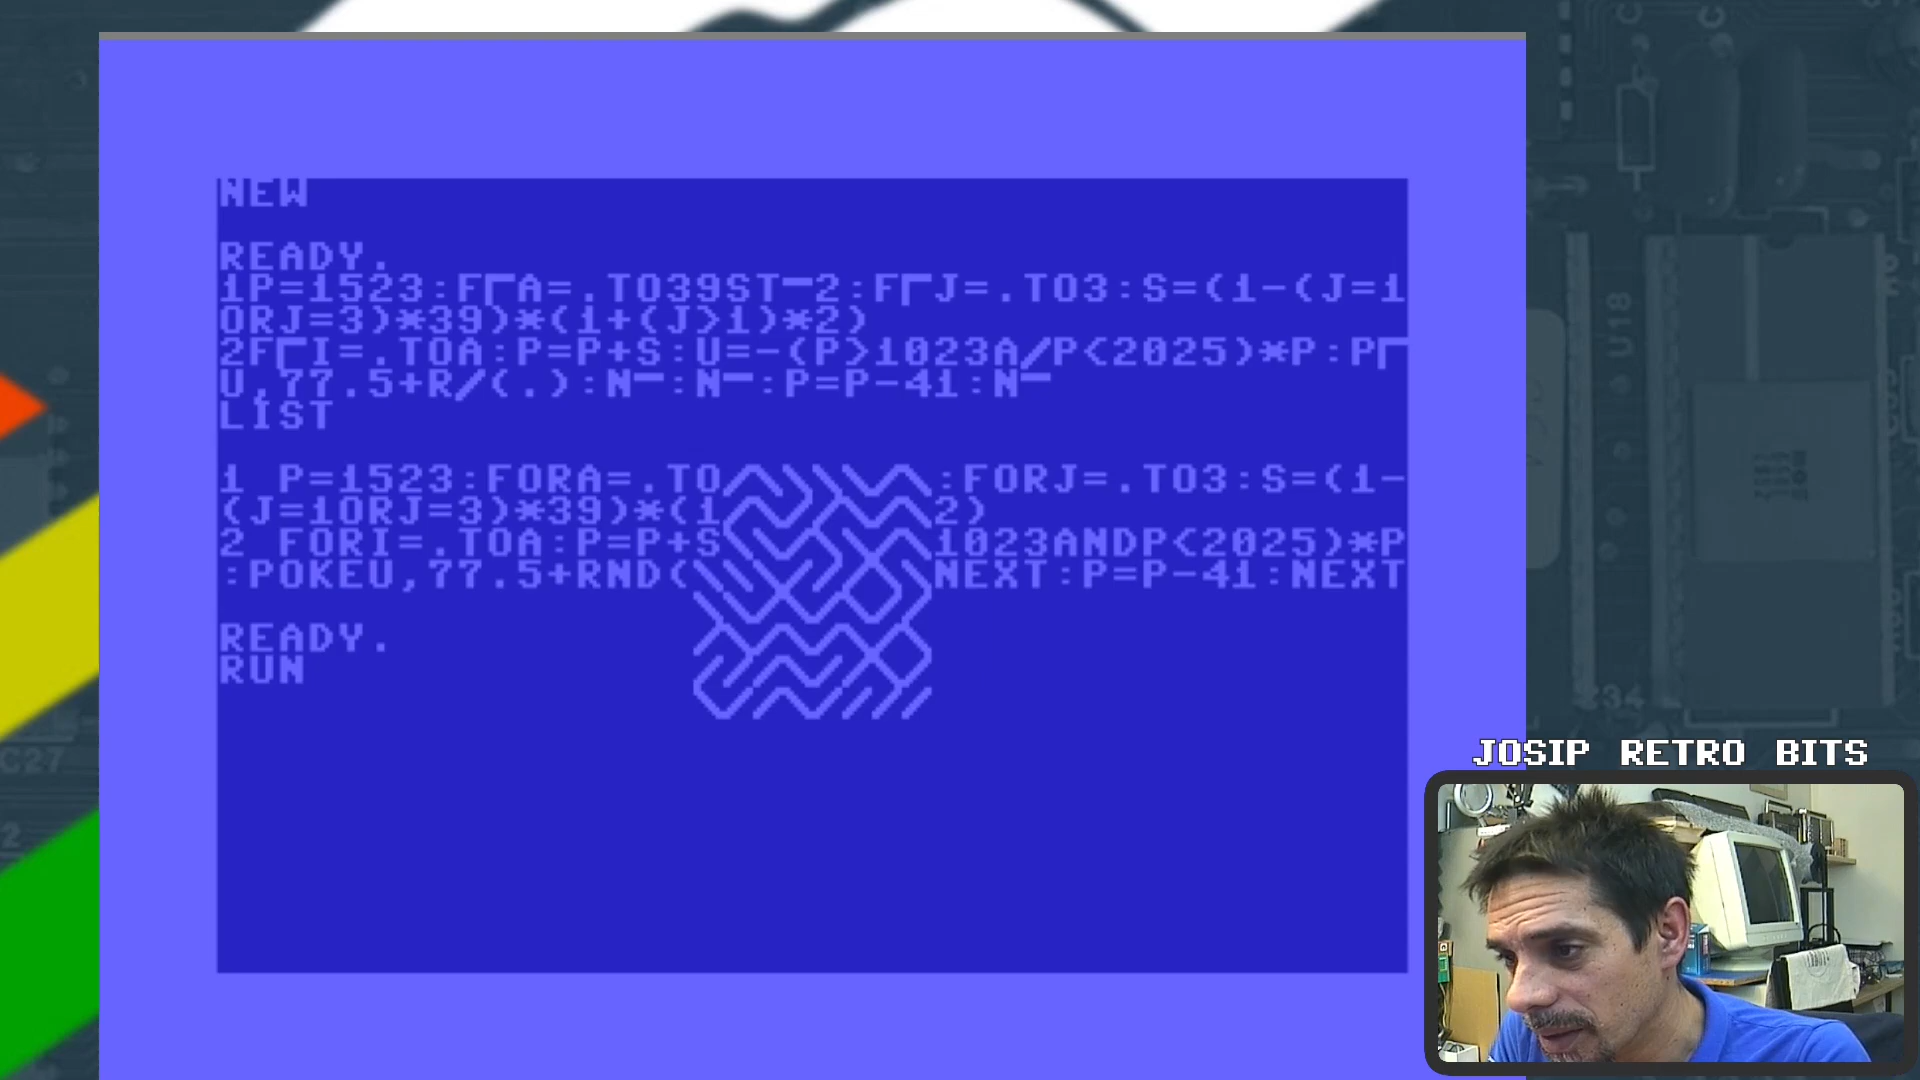 NEW
READY.
1P=1523:F┌A=.TO39ST─2:F┌J=.TO3:S=(1-(J=1
ORJ=3)*39)*(1+(J>1)*2)
2F┌I=.TOA:P=P+S:U=-(P>1023A/P<2025)*P:P┌
U,77.5+R/(.):N─:N─:P=P-41:N─
LIST
1 P=1523:FORA=.TO :FORJ=.TO3:S=(1-
(J=1ORJ=3)*39)*(1 2)
2 FORI=.TOA:P=P+S 1023ANDP<2025)*P
:POKEU,77.5+RND( NEXT:P=P-41:NEXT
READY.
RUN
JOSIP RETRO BITS
U18
C27